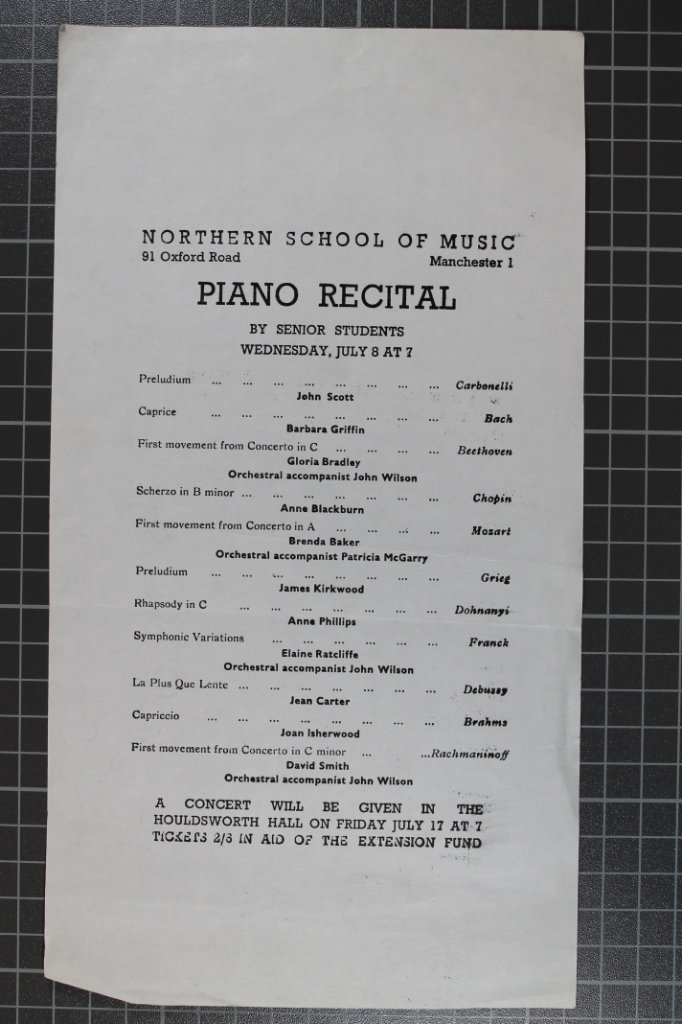 NORTHERN SCHOOL OF MUSIC
91 Oxford Road Manchester 1
PIANO RECITAL
BY SENIOR STUDENTS
WEDNESDAY, JULY 8 AT 7
Preludium ... ... ... ... ... ... ... ... Carbonelli
John Scott
Caprice ... ... ... ... ... ... ... ... Bach
Barbara Griffin
First movement from Concerto in C ... ... ... ... Beethoven
Gloria Bradley
Orchestral accompanist John Wilson
Scherzo in B minor ... ... ... ... ... ... ... Chopin
Anne Blackburn
First movement from Concerto in A ... ... ... ... Mozart
Brenda Baker
Orchestral accompanist Patricia McGarry
Preludium ... ... ... ... ... ... ... ... Grieg
James Kirkwood
Rhapsody in C ... ... ... ... ... ... ... Dohnanyi
Anne Phillips
Symphonic Variations ... ... ... ... ... ... Franck
Elaine Ratcliffe
Orchestral accompanist John Wilson
La Plus Que Lente ... ... ... ... ... ... ... Debussy
Jean Carter
Capriccio ... ... ... ... ... ... ... ... Brahms
Joan Isherwood
First movement from Concerto in C minor ... ...Rachmaninoff
David Smith
Orchestral accompanist John Wilson
A CONCERT WILL BE GIVEN IN THE
HOULDSWORTH HALL ON FRIDAY JULY 17 AT 7
TICKETS 2/6 IN AID OF THE EXTENSION FUND